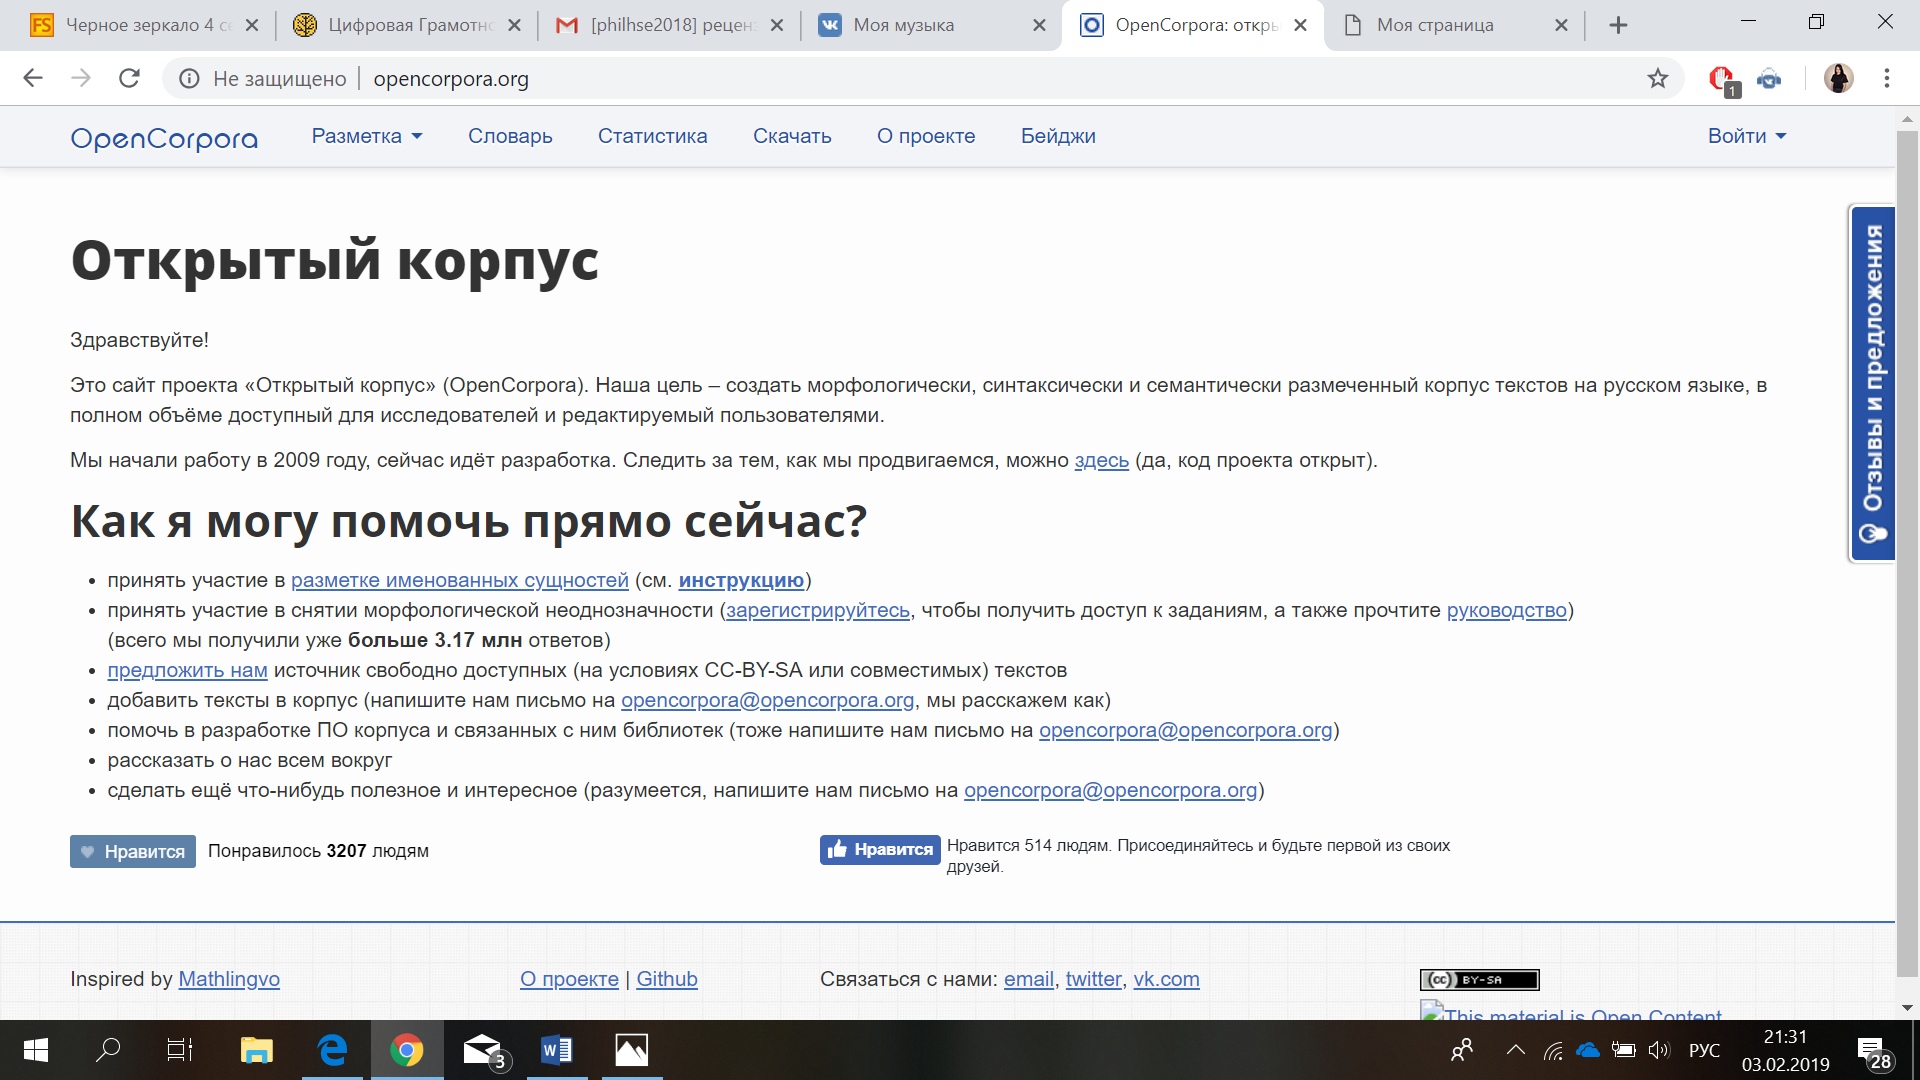 Черное зеркало 4 се
Цифровая Грамотно
[philhse2018] реценз
Моя музыка
OpenCorpora: откры
Моя страница
Не защищено
opencorpora.org
1
OpenCorpora
Разметка
Словарь
Статистика
Скачать
О проекте
Бейджи
Войти
Отзывы и предложения
Открытый корпус
Здравствуйте!
Это сайт проекта «Открытый корпус» (OpenCorpora). Наша цель – создать морфологически, синтаксически и семантически размеченный корпус текстов на русском языке, в
полном объёме доступный для исследователей и редактируемый пользователями.
Мы начали работу в 2009 году, сейчас идёт разработка. Следить за тем, как мы продвигаемся, можно здесь (да, код проекта открыт).
Как я могу помочь прямо сейчас?
• принять участие в разметке именованных сущностей (см. инструкцию)
• принять участие в снятии морфологической неоднозначности (зарегистрируйтесь, чтобы получить доступ к заданиям, а также прочтите руководство)
(всего мы получили уже больше 3.17 млн ответов)
• предложить нам источник свободно доступных (на условиях CC-BY-SA или совместимых) текстов
• добавить тексты в корпус (напишите нам письмо на opencorpora@opencorpora.org, мы расскажем как)
• помочь в разработке ПО корпуса и связанных с ним библиотек (тоже напишите нам письмо на opencorpora@opencorpora.org)
• рассказать о нас всем вокруг
• сделать ещё что-нибудь полезное и интересное (разумеется, напишите нам письмо на opencorpora@opencorpora.org)
Нравится
Понравилось 3207 людям
Нравится
Нравится 514 людям. Присоединяйтесь и будьте первой из своих
друзей.
Inspired by Mathlingvo
О проекте | Github
Связаться с нами: email, twitter, vk.com
(cc) BY-SA
This material is Open Content
3
РУС
21:31
03.02.2019
28